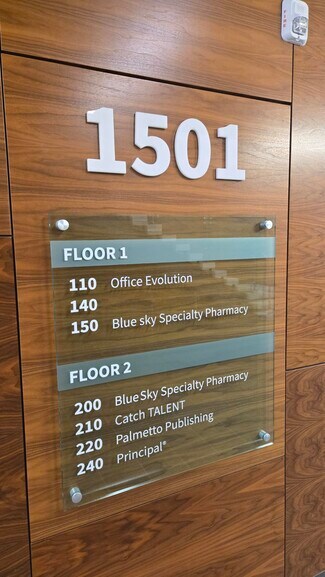 1501
FLOOR 1
110 Office Evolution
140
150 Blue sky Specialty Pharmacy
FLOOR 2
200 Blue Sky Specialty Pharmacy
210 Catch TALENT
220 Palmetto Publishing
240 Principal®